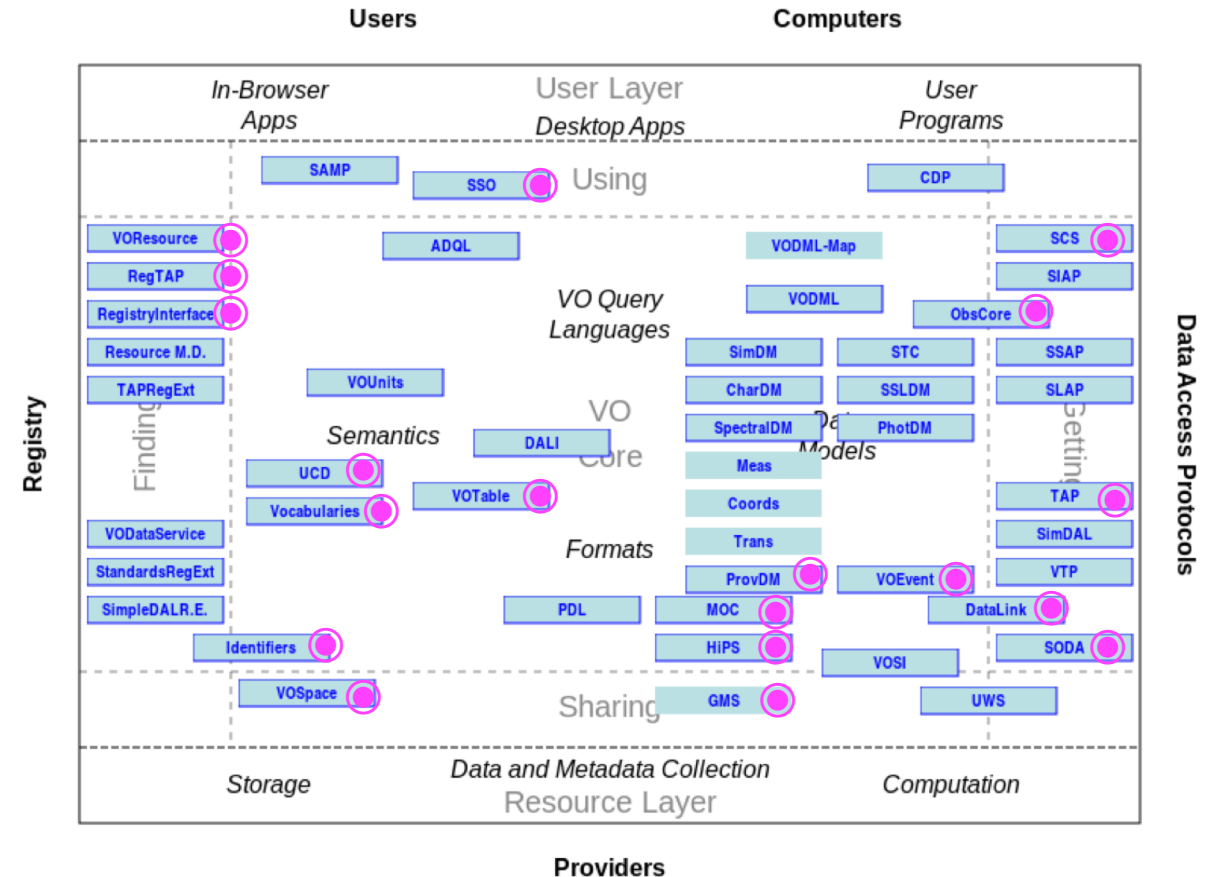 Users
Computers
In-Browser
Apps
User Layer
Desktop Apps
User
Programs
SAMP
SSO
Using
CDP
VOResource
ADQL
VODML-Map
SCS
RegTAP
SIAP
RegistryInterface
VO Query
Languages
VODML
ObsCore
Resource M.D.
SimDM
STC
SSAP
TAPRegExt
VOUnits
CharDM
SSLDM
SLAP
Registry
Finding
Semantics
DALI
VO
Core
SpectralDM
PhotDM
Models
Getting
Data Access Protocols
UCD
Meas
VOTable
TAP
Vocabularies
Coords
VODataService
Formats
Trans
SimDAL
StandardsRegExt
ProvDM
VOEvent
VTP
SimpleDALR.E.
PDL
MOC
DataLink
Identifiers
HiPS
VOSI
SODA
VOSpace
Sharing
GMS
UWS
Storage
Data and Metadata Collection
Resource Layer
Computation
Providers